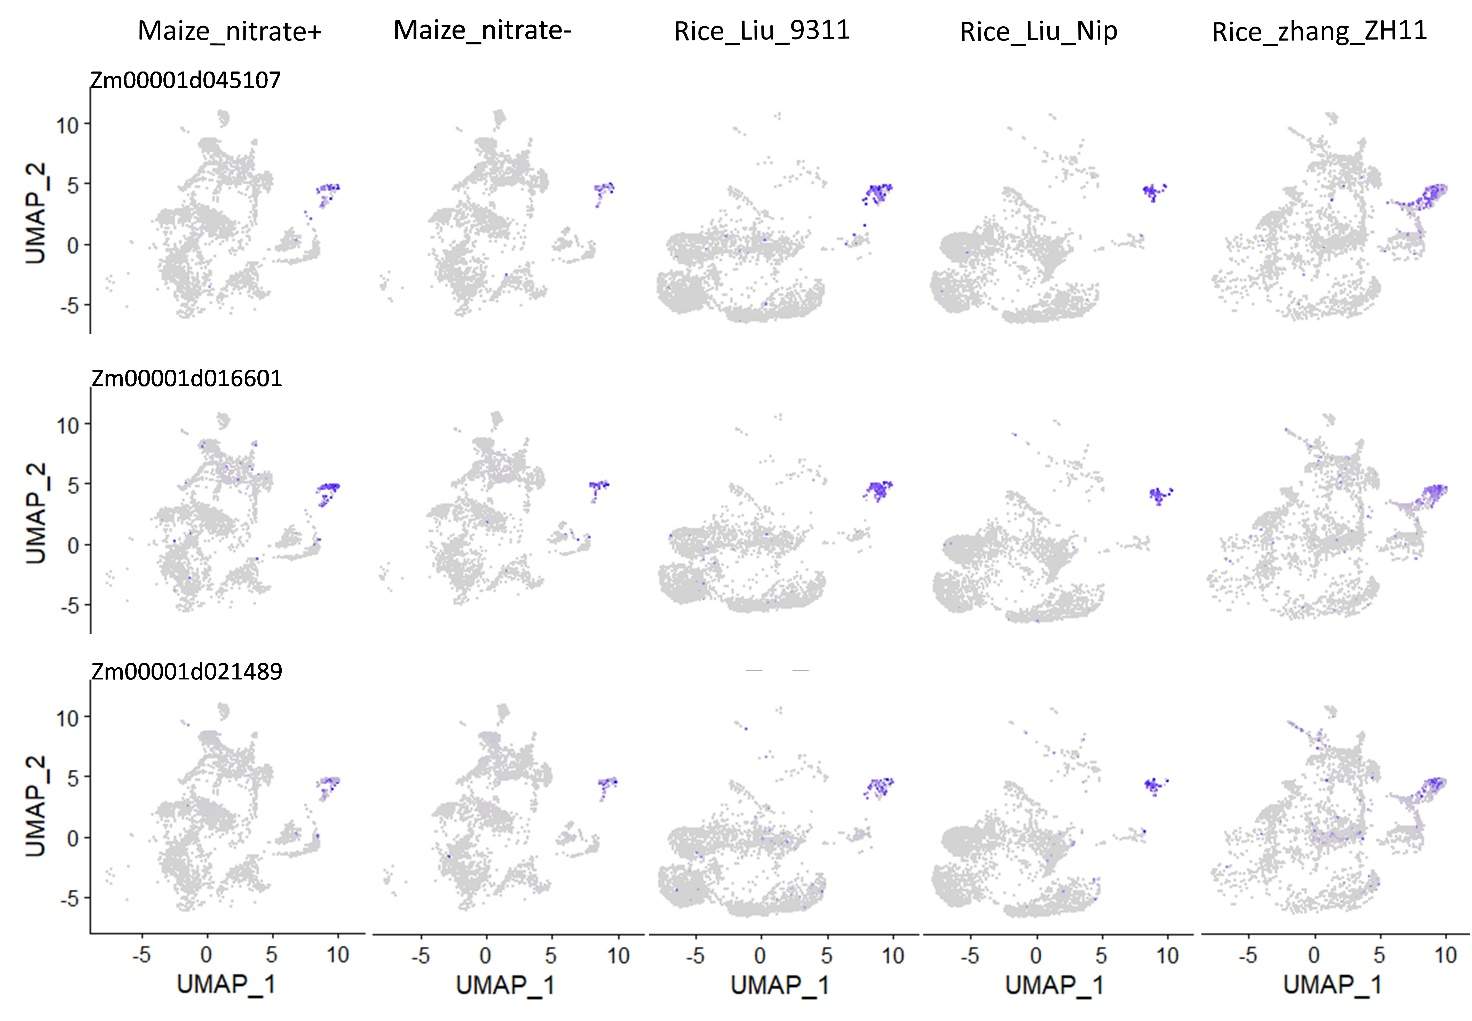 Maize_nitrate+ Maize_nitrate- Rice_Liu_9311 Rice_Liu_Nip Rice_zhang_ZH11
Zm00001d045107
UMAP_2
10
5
0
-5
Zm00001d016601
UMAP_2
10
5
0
-5
Zm00001d021489
UMAP_2
10
5
0
-5
-5 0 5 10 -5 0 5 10 -5 0 5 10 -5 0 5 10 -5 0 5 10
UMAP_1 UMAP_1 UMAP_1 UMAP_1 UMAP_1